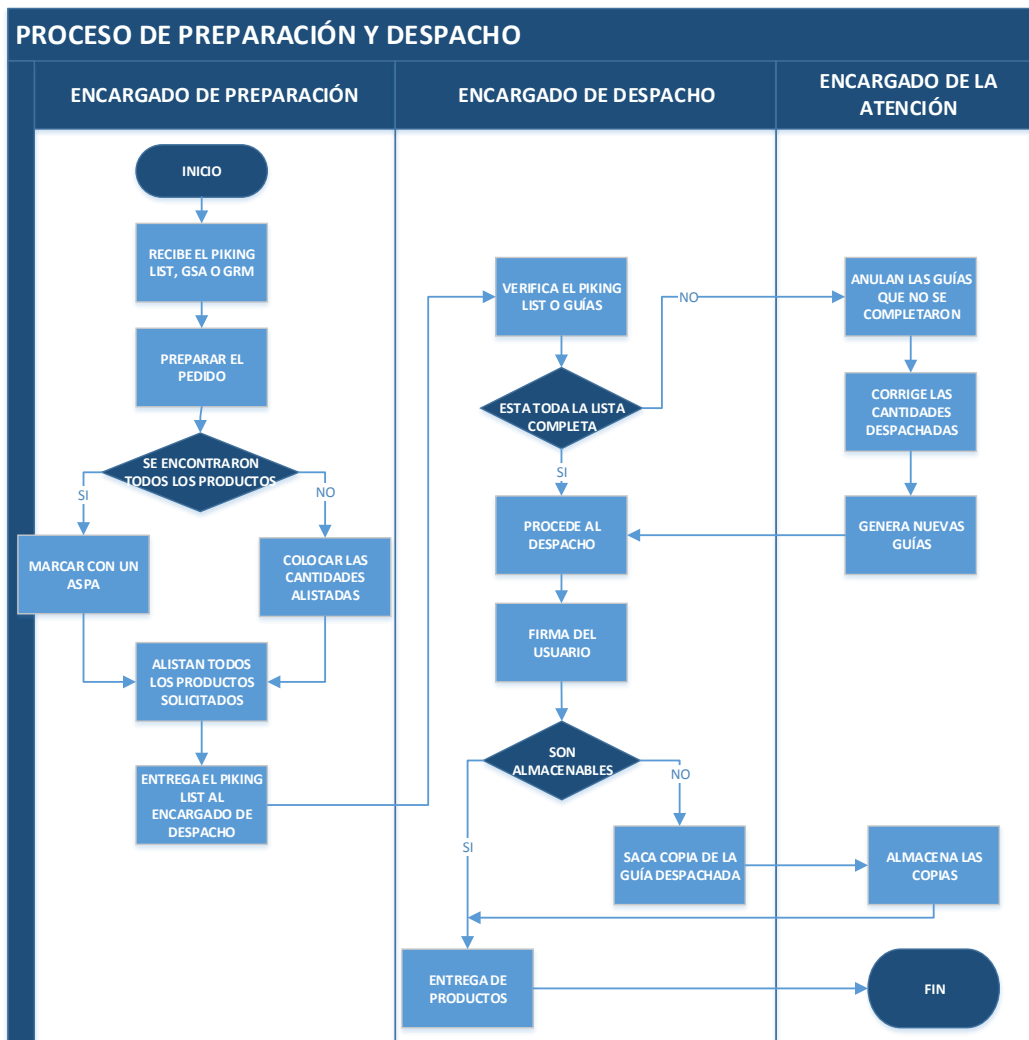 PROCESO DE PREPARACIÓN Y DESPACHO
ENCARGADO DE PREPARACIÓN
ENCARGADO DE DESPACHO
ENCARGADO DE LA
ATENCIÓN
INICIO
RECIBE EL PIKING
LIST, GSA O GRM
PREPARAR EL
PEDIDO
SE ENCONTRARON
TODOS LOS PRODUCTOS
SI
NO
MARCAR CON UN
ASPA
COLOCAR LAS
CANTIDADES
ALISTADAS
ALISTAN TODOS
LOS PRODUCTOS
SOLICITADOS
ENTREGA EL PIKING
LIST AL
ENCARGADO DE
DESPACHO
VERIFICA EL PIKING
LIST O GUÍAS
NO
ESTA TODA LA LISTA
COMPLETA
SI
PROCEDE AL
DESPACHO
FIRMA DEL
USUARIO
SON
ALMACENABLES
NO
SI
SACA COPIA DE LA
GUÍA DESPACHADA
ENTREGA DE
PRODUCTOS
ANULAN LAS GUÍAS
QUE NO SE
COMPLETARON
CORRIGE LAS
CANTIDADES
DESPACHADAS
GENERA NUEVAS
GUÍAS
ALMACENA LAS
COPIAS
FIN